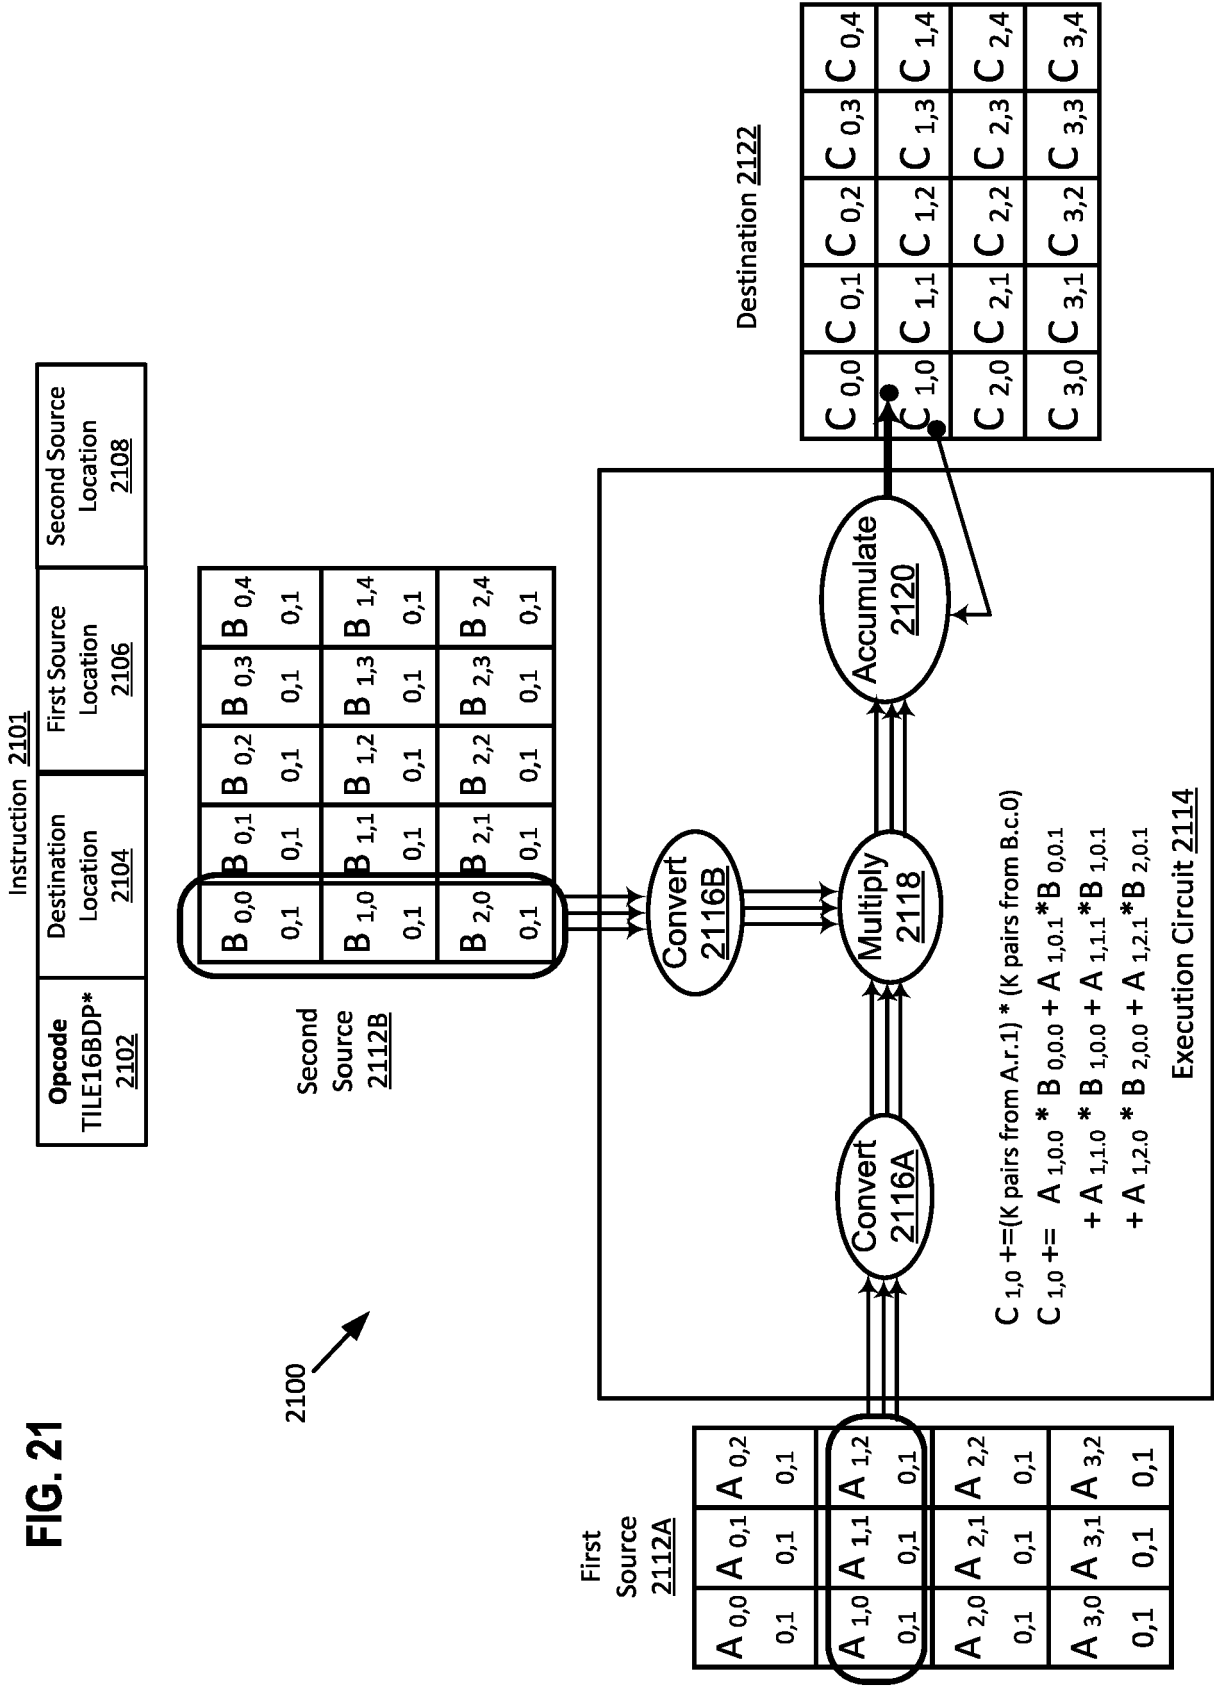 FIG. 21
2100
Instruction 2101
Opcode
TILE16BDP*
2102
Destination
Location
2104
First Source
Location
2106
Second Source
Location
2108
Second
Source
2112B
B 0,0 B 0,1 B 0,2 B 0,3 B 0,4
0,1 0,1 0,1 0,1 0,1
B 1,0 B 1,1 B 1,2 B 1,3 B 1,4
0,1 0,1 0,1 0,1 0,1
B 2,0 B 2,1 B 2,2 B 2,3 B 2,4
0,1 0,1 0,1 0,1 0,1
First
Source
2112A
A 0,0 A 0,1 A 0,2
0,1 0,1 0,1
A 1,0 A 1,1 A 1,2
0,1 0,1 0,1
A 2,0 A 2,1 A 2,2
0,1 0,1 0,1
A 3,0 A 3,1 A 3,2
0,1 0,1 0,1
Convert
2116B
Convert
2116A
Multiply
2118
Accumulate
2120
C 1,0 +=(K pairs from A.r.1) * (K pairs from B.c.0)
C 1,0 += A 1,0.0 * B 0,0.0 + A 1,0.1 *B 0,0.1
+ A 1,1.0 * B 1,0.0 + A 1,1.1 *B 1,0.1
+ A 1,2.0 * B 2,0.0 + A 1,2.1 *B 2,0.1
Execution Circuit 2114
Destination 2122
C 0,0 C 0,1 C 0,2 C 0,3 C 0,4
C 1,0 C 1,1 C 1,2 C 1,3 C 1,4
C 2,0 C 2,1 C 2,2 C 2,3 C 2,4
C 3,0 C 3,1 C 3,2 C 3,3 C 3,4